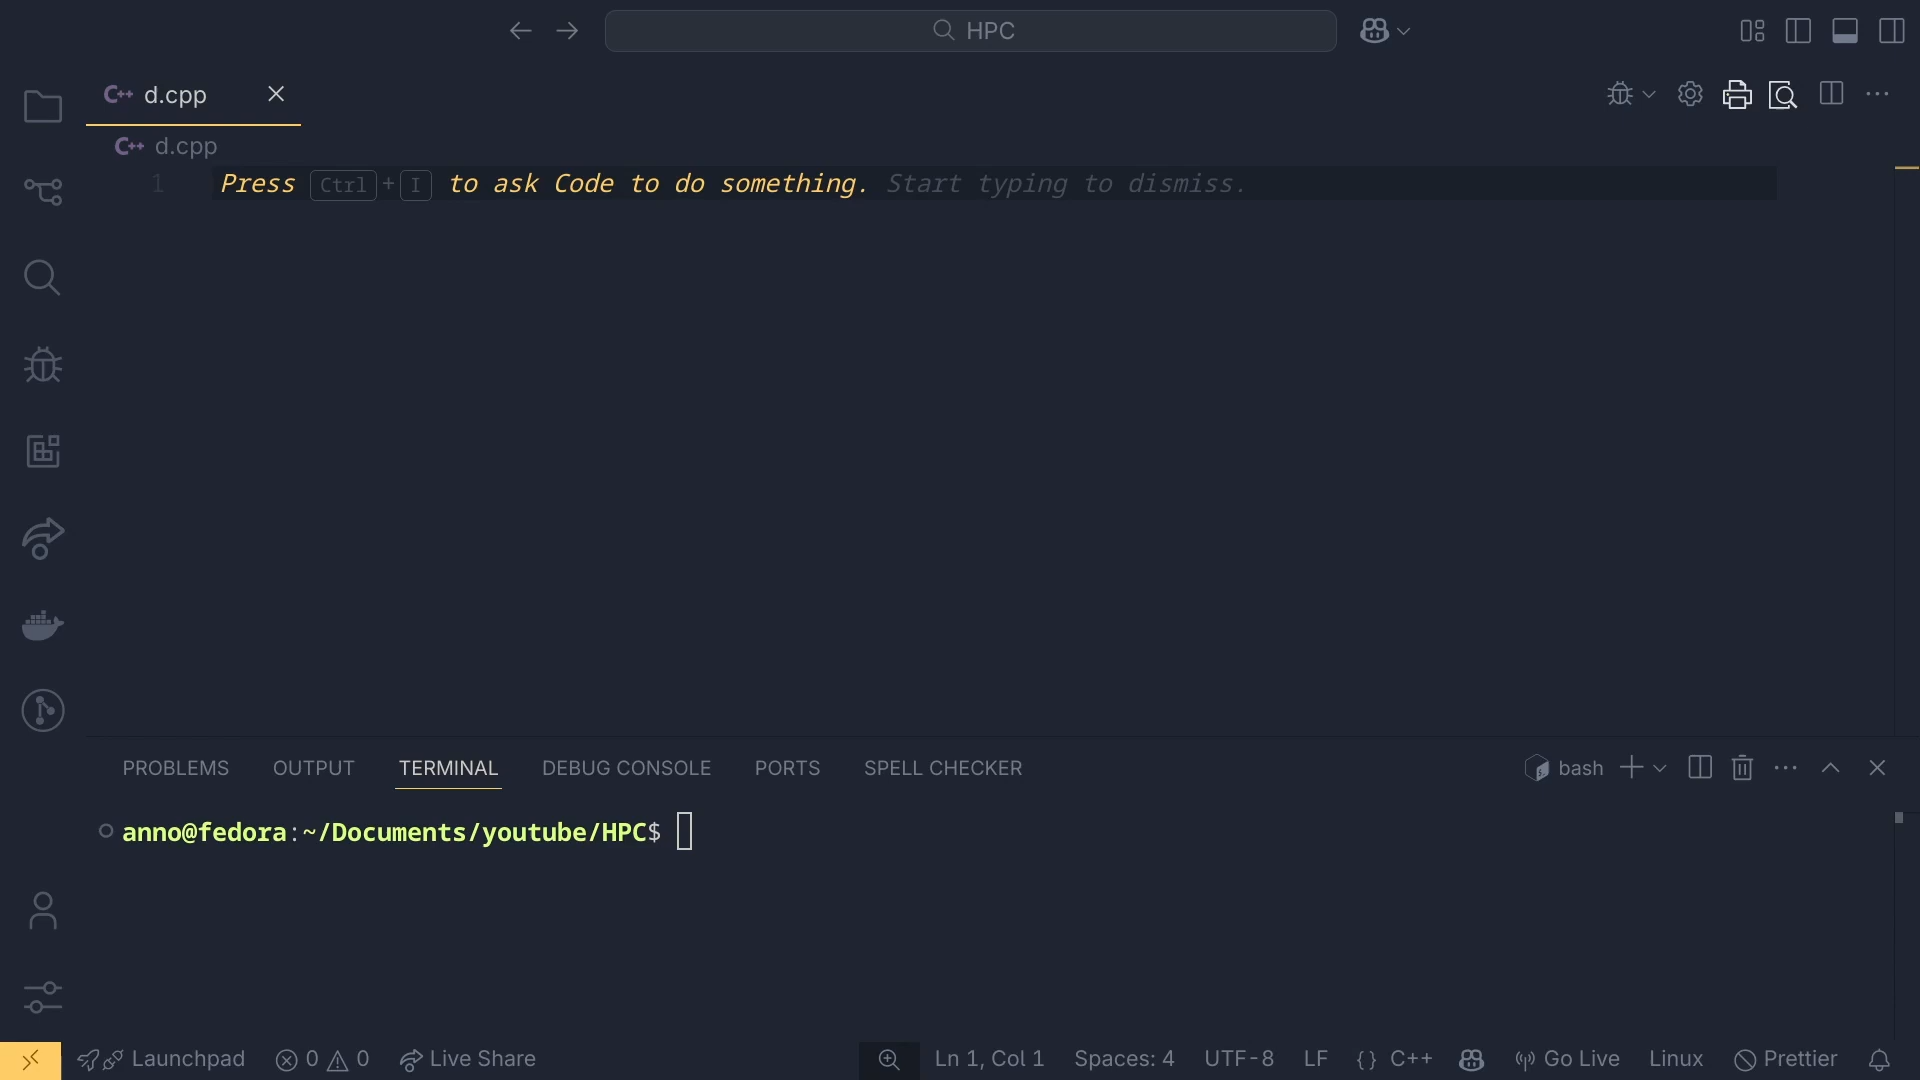 HPC
C++ d.cpp
C++ d.cpp
1 Press Ctrl+I to ask Code to do something. Start typing to dismiss.
PROBLEMS OUTPUT TERMINAL DEBUG CONSOLE PORTS SPELL CHECKER bash
anno@fedora:~/Documents/youtube/HPC$
Launchpad 0 0 Live Share Ln 1, Col 1 Spaces: 4 UTF-8 LF {} C++ Go Live Linux Prettier